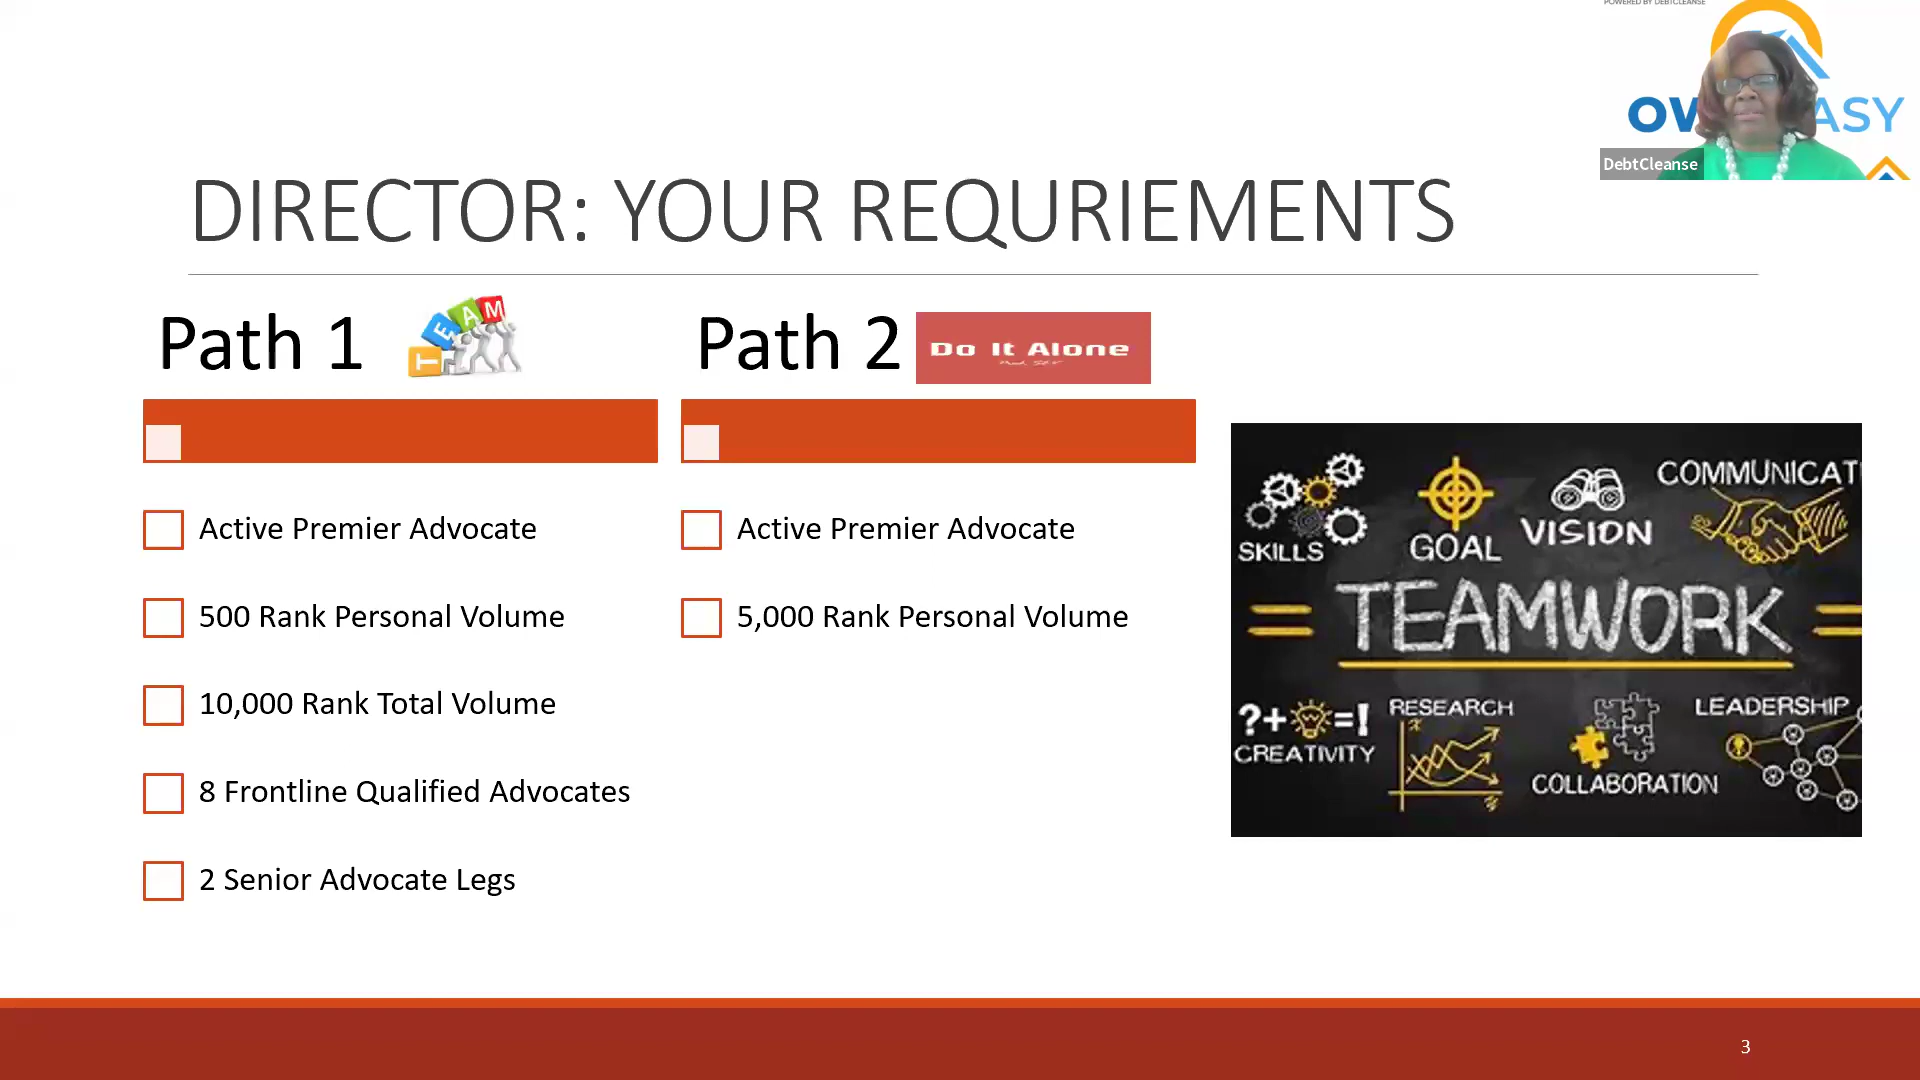 POWERED BY DEBTCLEANSE
OW ASY
DebtCleanse
DIRECTOR: YOUR REQURIEMENTS
Path 1
TEAM
Path 2
Do It Alone
Active Premier Advocate
500 Rank Personal Volume
10,000 Rank Total Volume
8 Frontline Qualified Advocates
2 Senior Advocate Legs
Active Premier Advocate
5,000 Rank Personal Volume
SKILLS
GOAL
VISION
COMMUNICAT
= TEAMWORK =
?+ =!
CREATIVITY
RESEARCH
COLLABORATION
LEADERSHIP
3